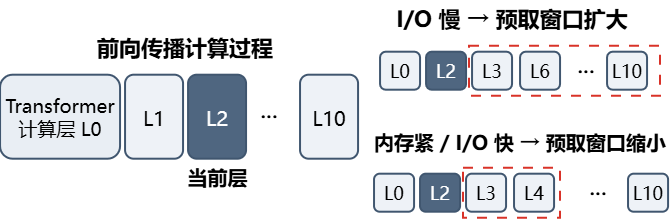 前向传播计算过程
Transformer
计算层 L0
L1
L2
...
L10
当前层
I/O 慢 → 预取窗口扩大
L0
L2
L3
L6
...
L10
内存紧 / I/O 快 → 预取窗口缩小
L0
L2
L3
L4
...
L10